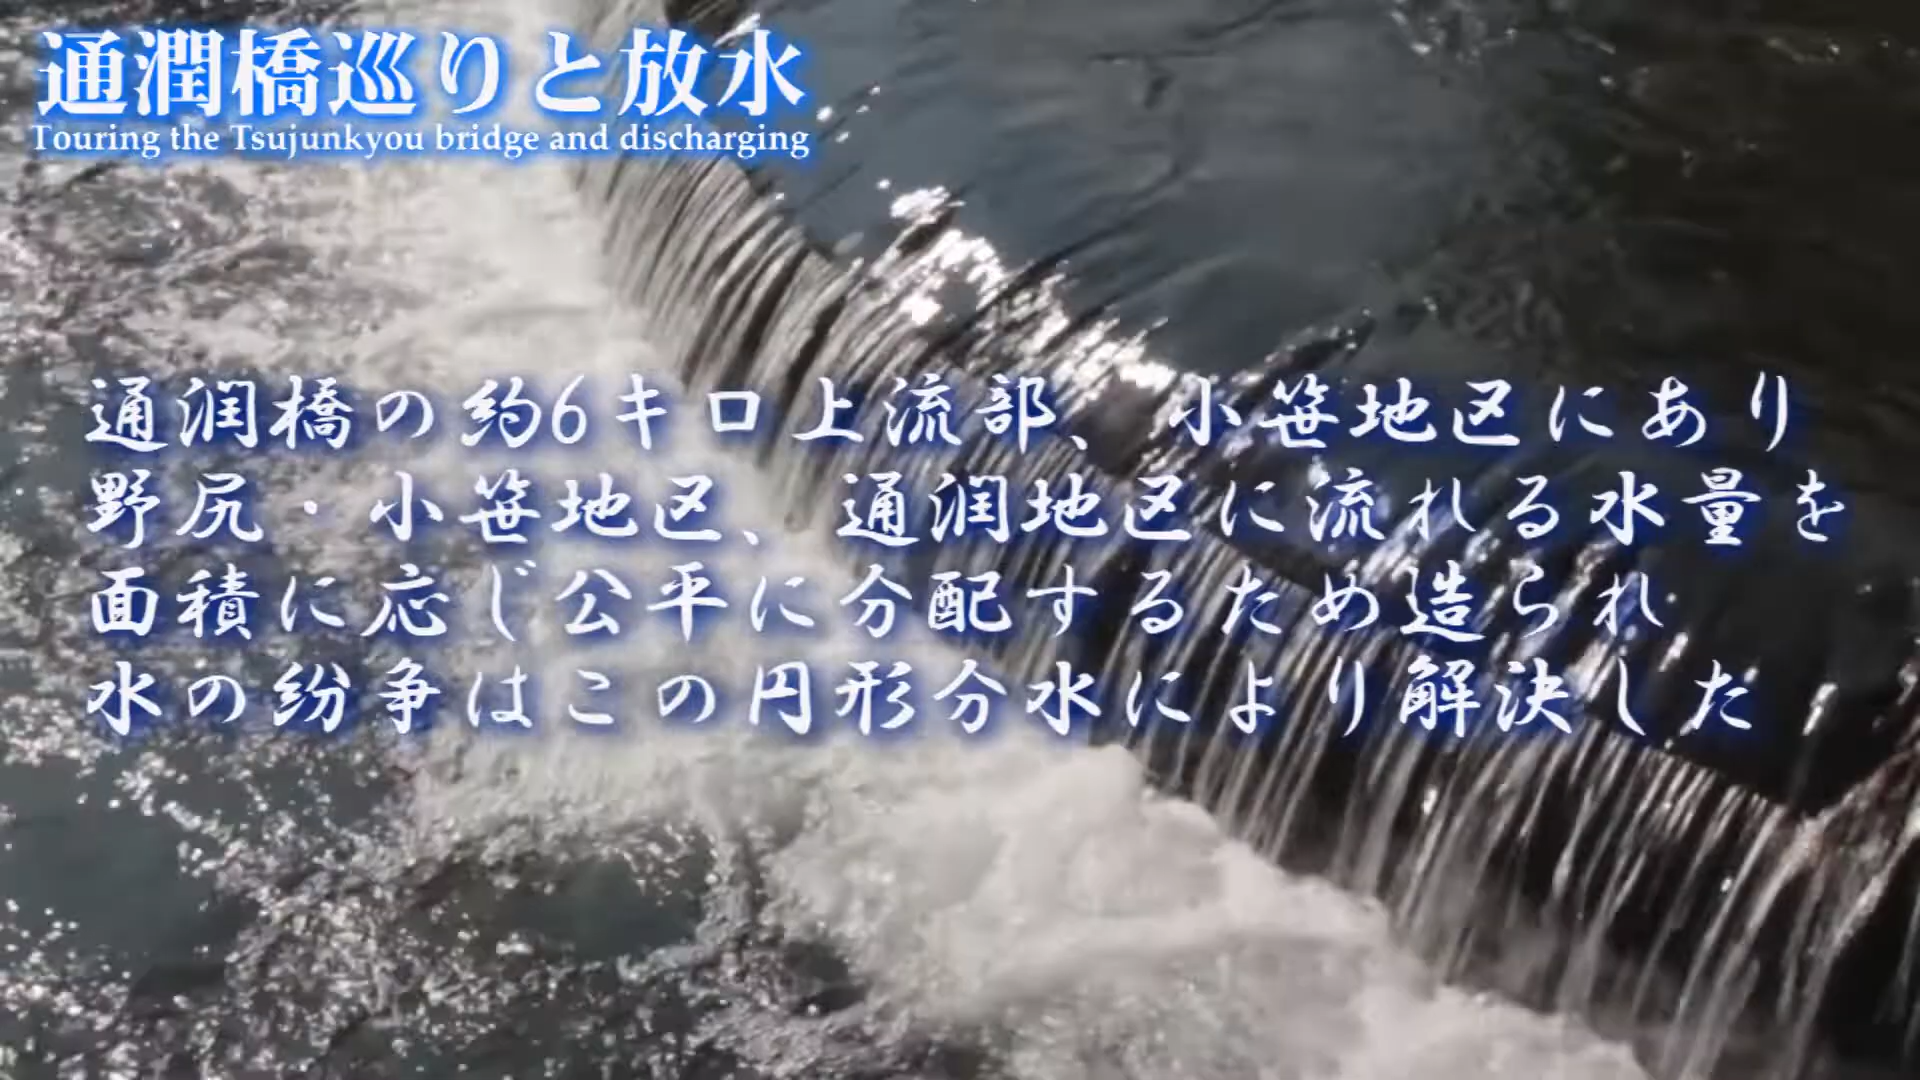 通潤橋巡りと放水
Touring the Tsujunkyou bridge and discharging
通潤橋の約6キロ上流部、小笹地区にあり
野尻・小笹地区、通潤地区に流れる水量を
面積に応じ公平に分配するため造られ
水の紛争はこの円形分水により解決した